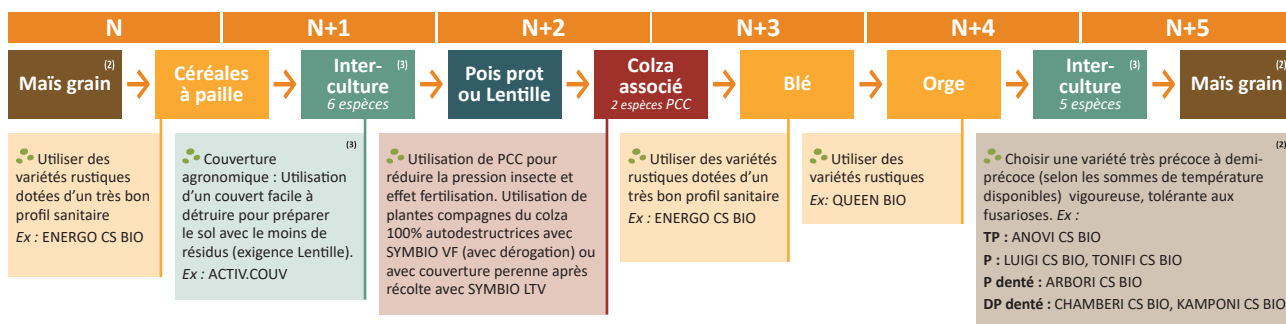 N
N+1
N+2
N+3
N+4
N+5
Maïs grain (2)
Céréales
à paille
Inter- (3)
culture
6 espèces
Pois prot
ou Lentille
Colza
associé
2 espèces PCC
Blé
Orge
Inter- (3)
culture
5 espèces
Maïs grain (2)
Utiliser des
variétés rustiques
dotées d'un très bon
profil sanitaire
Ex : ENERGO CS BIO
(3)
Couverture
agronomique : Utilisation
d'un couvert facile à
détruire pour préparer
le sol avec le moins de
résidus (exigence Lentille).
Ex : ACTIV.COUV
Utilisation de PCC pour
réduire la pression insecte et
effet fertilisation. Utilisation de
plantes compagnes du colza
100% autodestructrices avec
SYMBIO VF (avec dérogation) ou
avec couverture perenne après
récolte avec SYMBIO LTV
Utiliser des variétés
rustiques dotées d'un
très bon profil sanitaire
Ex : ENERGO CS BIO
Utiliser des
variétés rustiques
Ex: QUEEN BIO
(2)
Choisir une variété très précoce à demi-
précoce (selon les sommes de température
disponibles) vigoureuse, tolérante aux
fusarioses. Ex :
TP : ANOVI CS BIO
P : LUIGI CS BIO, TONIFI CS BIO
P denté : ARBORI CS BIO
DP denté : CHAMBERI CS BIO, KAMPONI CS BIO